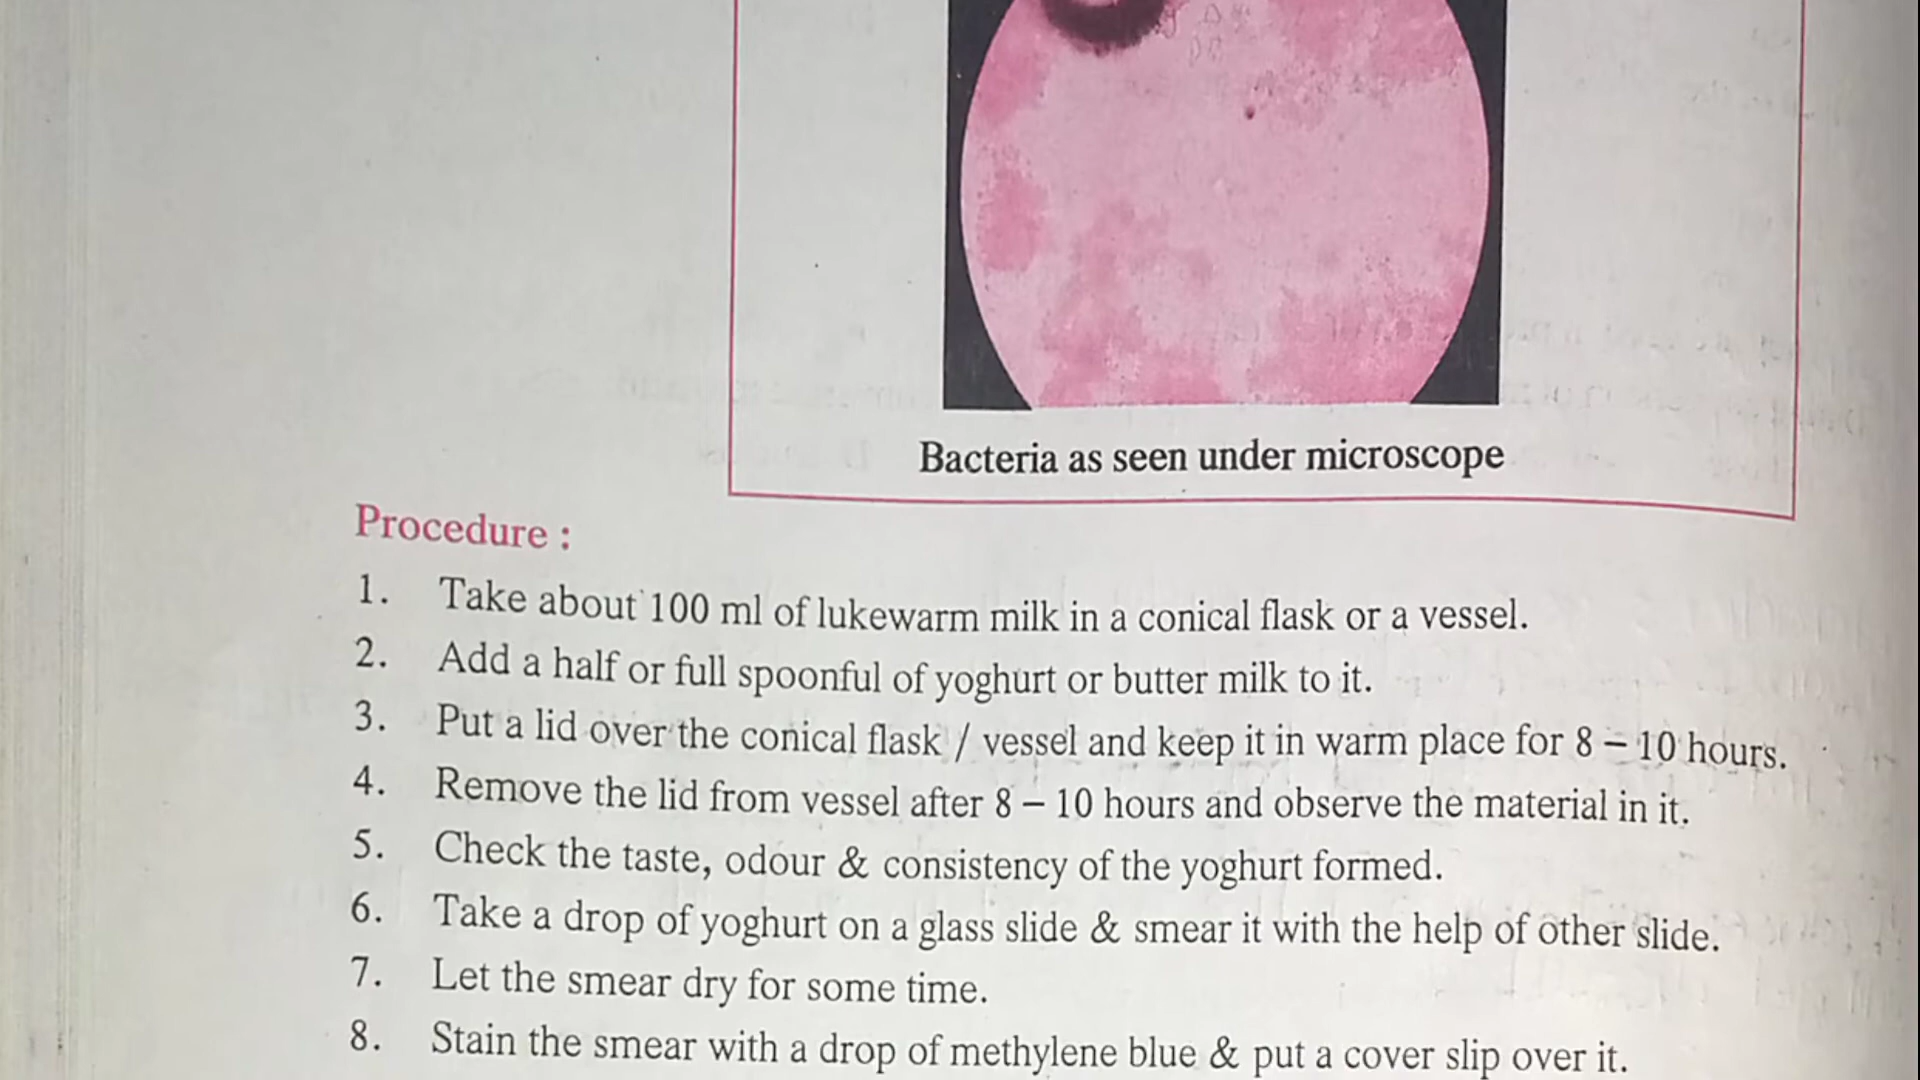 Bacteria as seen under microscope
Procedure :
1. Take about 100 ml of lukewarm milk in a conical flask or a vessel.
2. Add a half or full spoonful of yoghurt or butter milk to it.
3. Put a lid over the conical flask / vessel and keep it in warm place for 8 – 10 hours.
4. Remove the lid from vessel after 8 – 10 hours and observe the material in it.
5. Check the taste, odour & consistency of the yoghurt formed.
6. Take a drop of yoghurt on a glass slide & smear it with the help of other slide.
7. Let the smear dry for some time.
8. Stain the smear with a drop of methylene blue & put a cover slip over it.